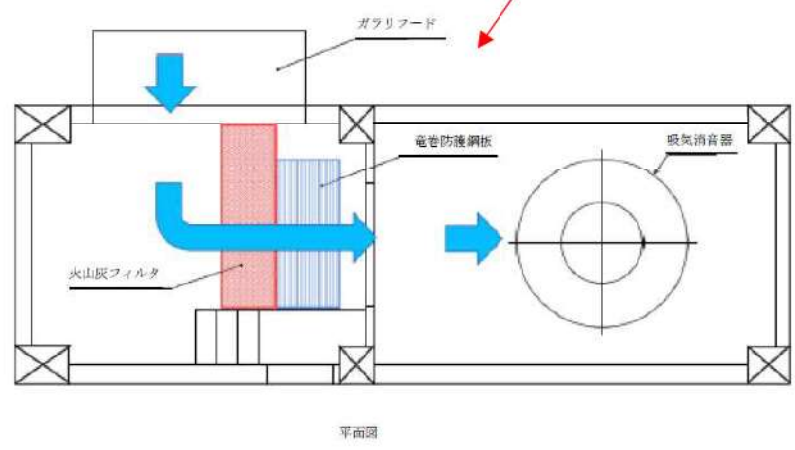 ガラリフード
竜巻防護鋼板
吸気消音器
火山灰フィルタ
平面図